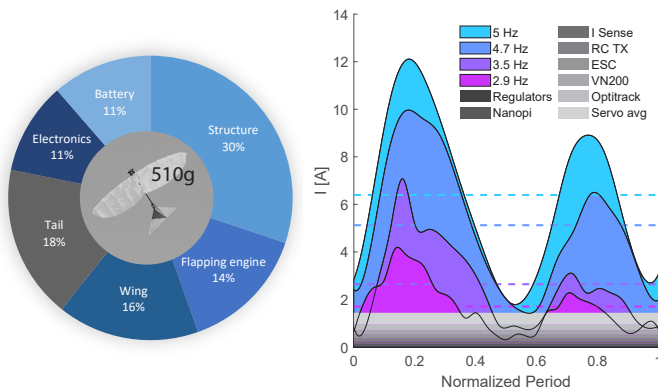 Battery
11%
Structure
30%
Electronics
11%
510g
Tail
18%
Flapping engine
14%
Wing
16%
14
12
10
8
6
4
2
0
I [A]
5 Hz
4.7 Hz
3.5 Hz
2.9 Hz
Regulators
Nanopi
I Sense
RC TX
ESC
VN200
Optitrack
Servo avg
0
0.2
0.4
0.6
0.8
1
Normalized Period